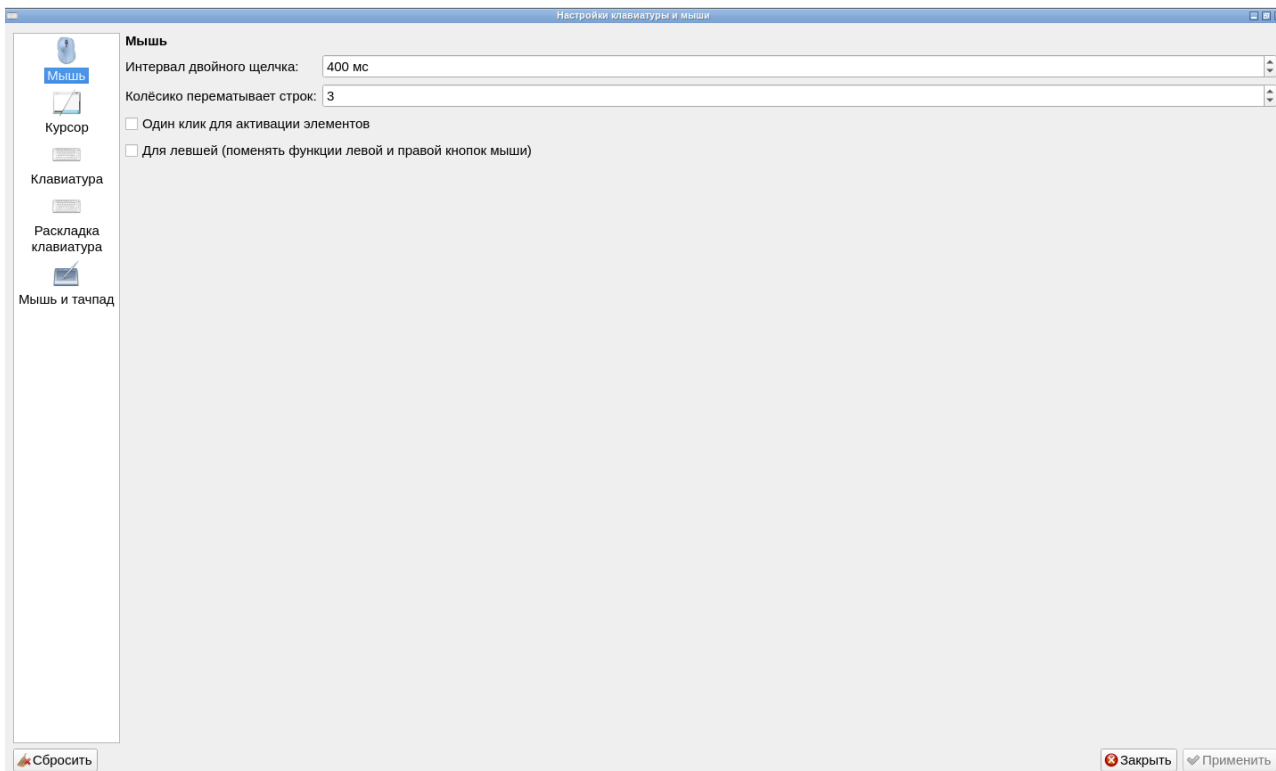 Настройки клавиатуры и мыши
Мышь
Курсор
Клавиатура
Раскладка
клавиатура
Мышь и тачпад
Мышь
Интервал двойного щелчка: 400 мс
Колёсико перематывает строк: 3
Один клик для активации элементов
Для левшей (поменять функции левой и правой кнопок мыши)
Сбросить
Закрыть
Применить